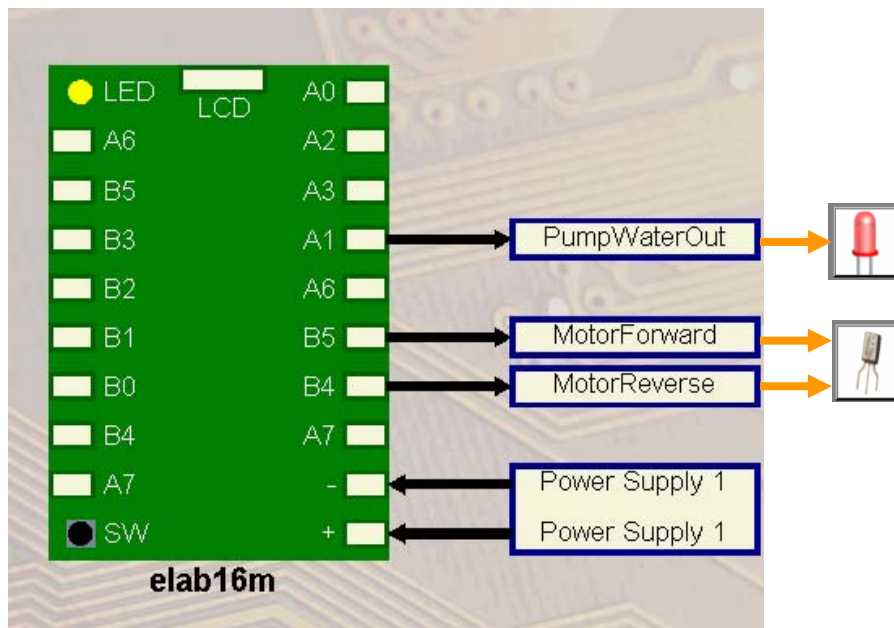 LED
LCD
A0
A6
A2
B5
A3
B3
A1
PumpWaterOut
B2
A6
B1
B5
MotorForward
B0
B4
MotorReverse
B4
A7
A7
-
Power Supply 1
SW
+
Power Supply 1
elab16m